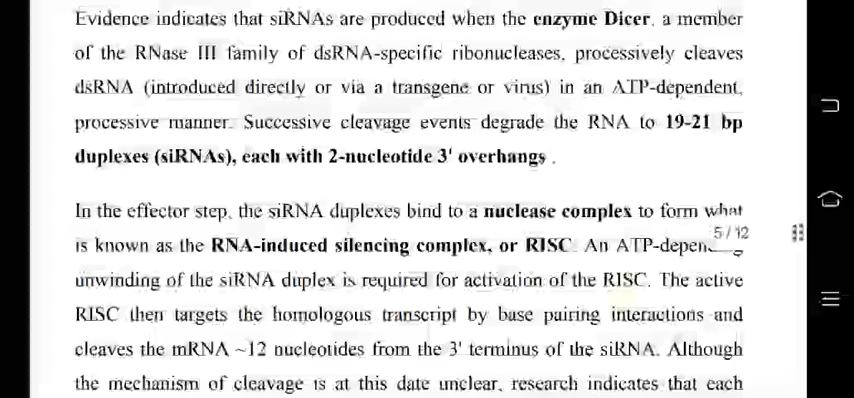 Evidence indicates that siRNAs are produced when the enzyme Dicer, a member
of the RNase III family of dsRNA-specific ribonucleases, processively cleaves
dsRNA (introduced directly or via a transgene or virus) in an ATP-dependent,
processive manner. Successive cleavage events degrade the RNA to 19-21 bp
duplexes (siRNAs), each with 2-nucleotide 3' overhangs .
In the effector step, the siRNA duplexes bind to a nuclease complex to form what
5/12
is known as the RNA-induced silencing complex, or RISC. An
unwinding of the siRNA duplex is required for activation of the RISC. The active
RISC then targets the homologous transcript by base pairing interactions and
cleaves the mRNA ~12 nucleotides from the 3' terminus of the siRNA. Although
the mechanism of cleavage is at this date unclear, research indicates that each